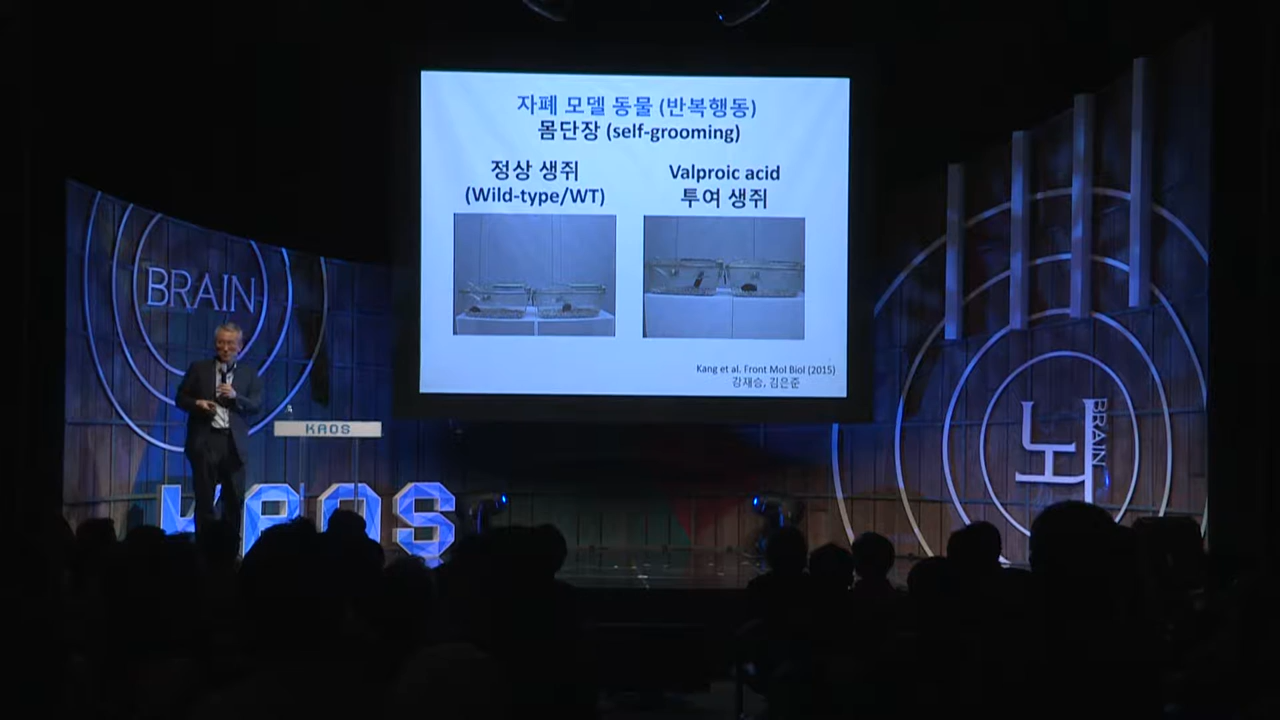 자폐 모델 동물 (반복행동)
몸단장 (self-grooming)
정상 생쥐
(Wild-type/WT)
Valproic acid
투여 생쥐
Kang et al. Front Mol Biol (2015)
강재승, 김은준
BRAIN
KAOS
KAOS
뇌
BRAIN